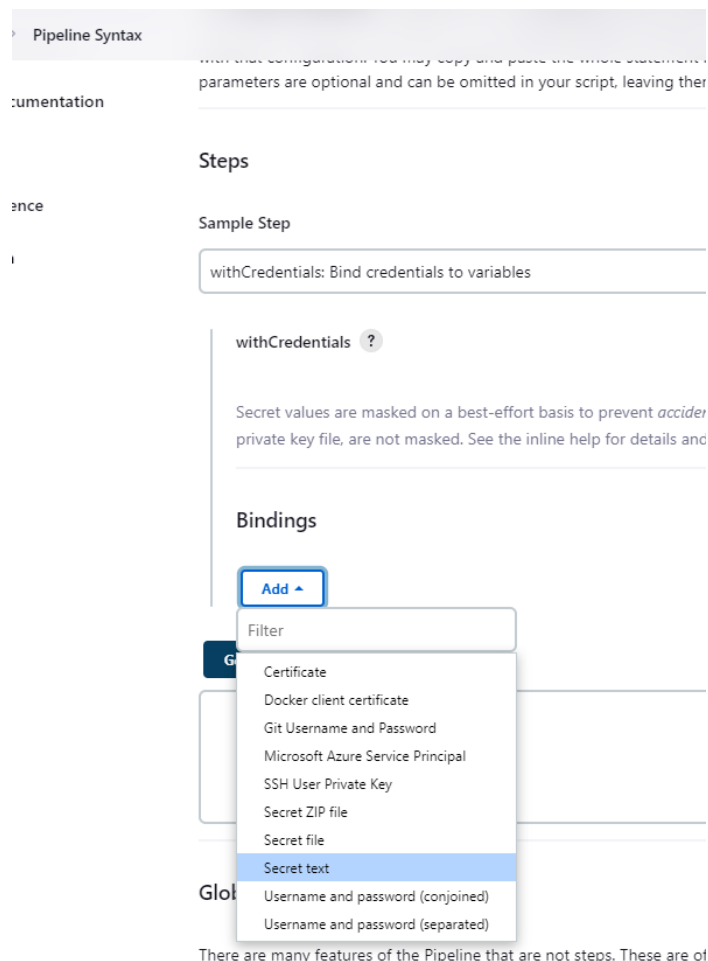 Pipeline Syntax
parameters are optional and can be omitted in your script, leaving ther
cumentation
Steps
ence
Sample Step
withCredentials: Bind credentials to variables
withCredentials ?
Secret values are masked on a best-effort basis to prevent acciden
private key file, are not masked. See the inline help for details and
Bindings
Add
Filter
G
Certificate
Docker client certificate
Git Username and Password
Microsoft Azure Service Principal
SSH User Private Key
Secret ZIP file
Secret file
Secret text
Username and password (conjoined)
Glob
Username and password (separated)
There are many features of the Pipeline that are not steps. These are of